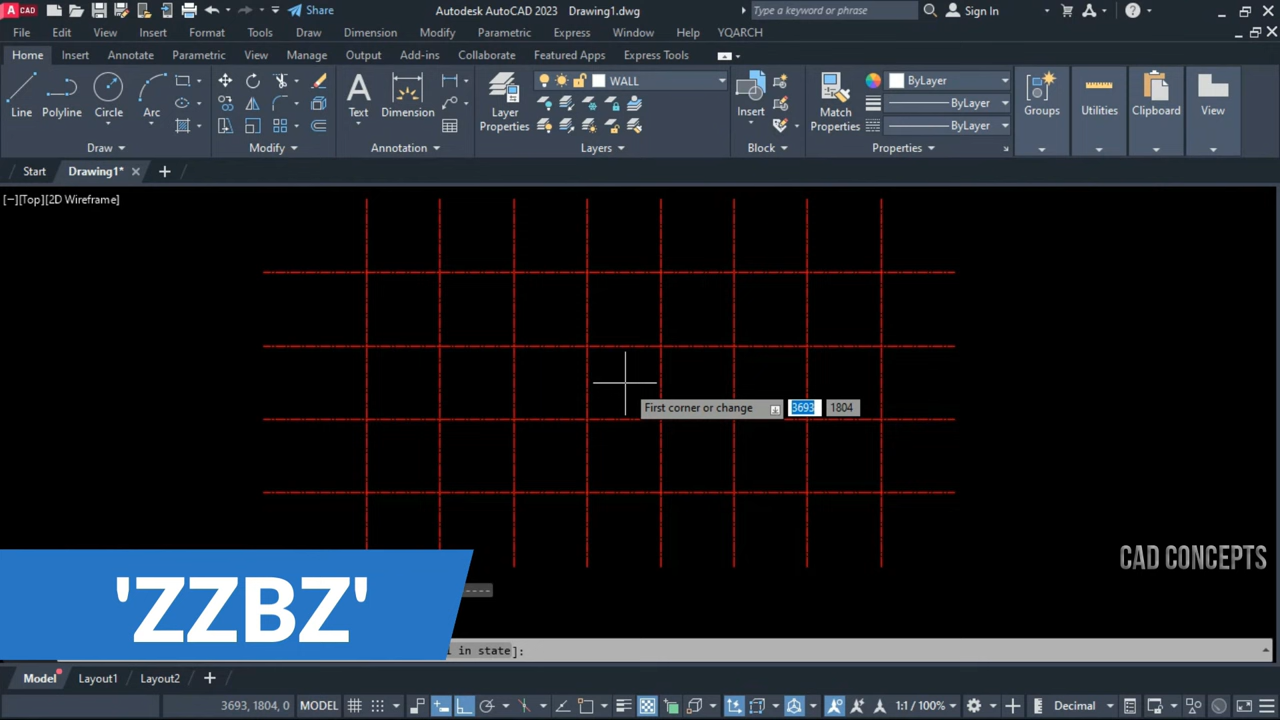 A CAD
Share
Autodesk AutoCAD 2023 Drawing1.dwg
Type a keyword or phrase
Sign In
File Edit View Insert Format Tools Draw Dimension Modify Parametric Express Window Help YQARCH
Home Insert Annotate Parametric View Manage Output Add-ins Collaborate Featured Apps Express Tools
WALL
ByLayer
ByLayer
ByLayer
Line Polyline Circle Arc
Text Dimension
Layer Properties
Insert
Match Properties
Groups Utilities Clipboard View
Draw Modify Annotation Layers Block Properties
Start Drawing1* +
[−][Top][2D Wireframe]
First corner or change 3693 1804
CAD CONCEPTS
'ZZBZ'
in state]:
Model Layout1 Layout2 +
3693, 1804, 0 MODEL 1:1 / 100% Decimal